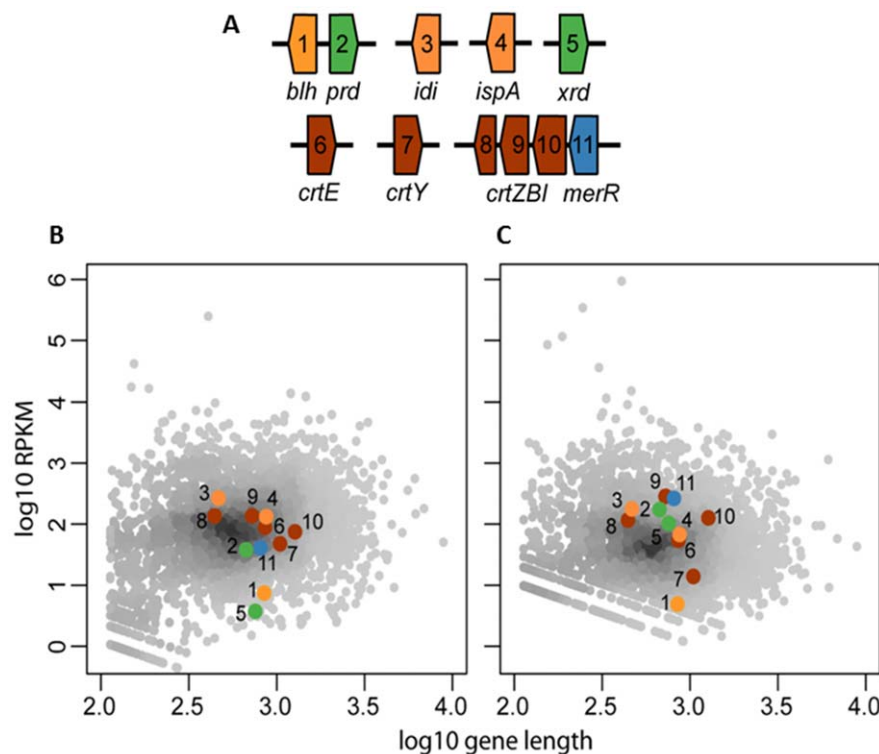 A
1 2 3 4 5
blh prd idi ispA xrd
6 7 8 9 10 11
crtE crtY crtZBI merR
B C
log10 RPKM
6
5
4
3
2
1
0
3 9 4 8 6 10 2 11 7 1 5
9 11 3 2 8 5 4 10 6 7 1
2.0 2.5 3.0 3.5 4.0 2.0 2.5 3.0 3.5 4.0
log10 gene length